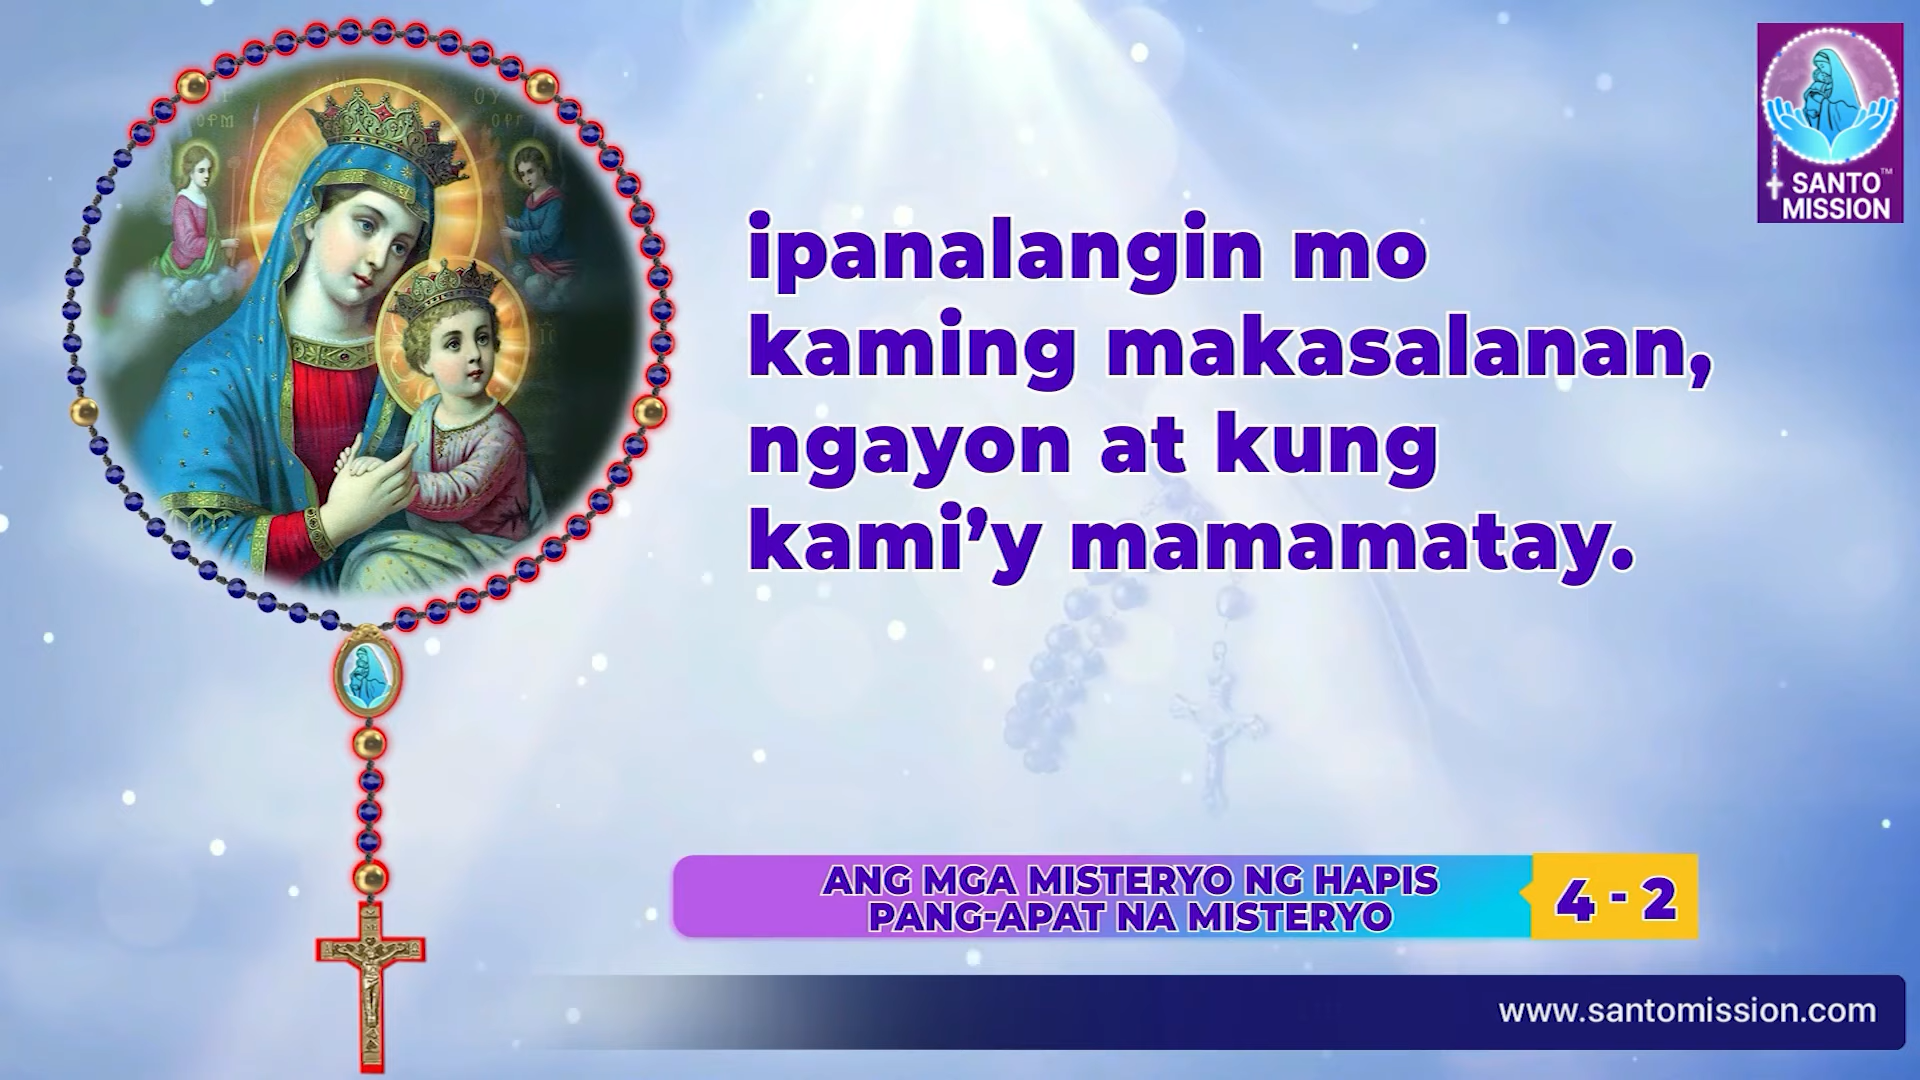 ipanalangin mo
kaming makasalanan,
ngayon at kung
kami’y mamamatay.
SANTO™
MISSION
ANG MGA MISTERYO NG HAPIS
PANG-APAT NA MISTERYO
4 - 2
www.santomission.com